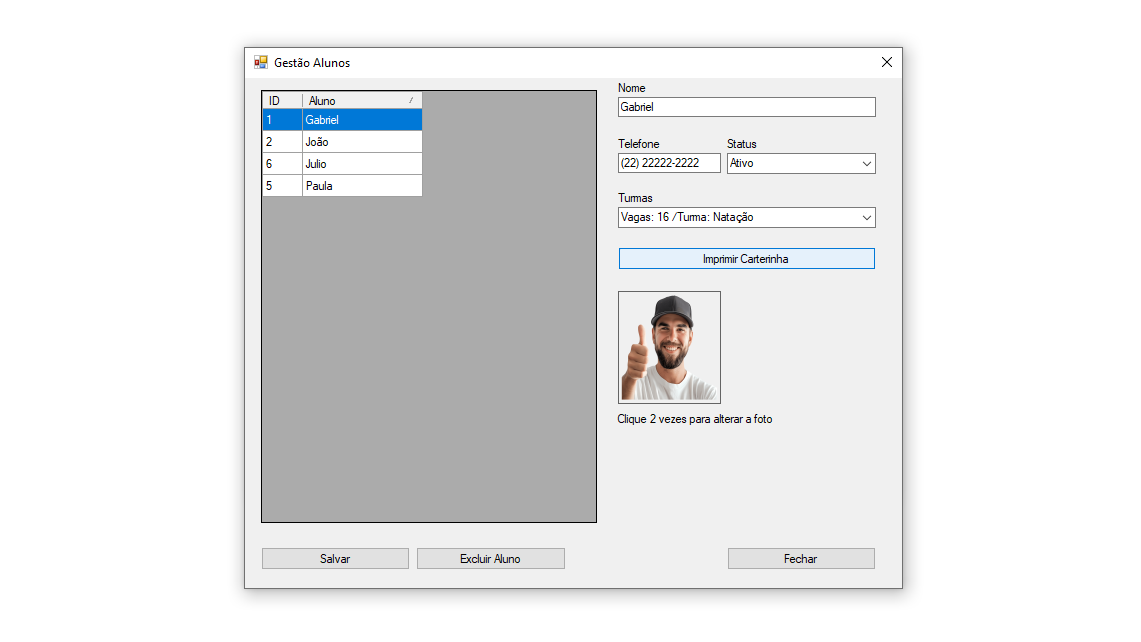 Gestão Alunos
ID Aluno
1 Gabriel
2 João
6 Julio
5 Paula
Nome
Gabriel
Telefone Status
(22) 22222-2222 Ativo
Turmas
Vagas: 16 /Turma: Natação
Imprimir Carterinha
Clique 2 vezes para alterar a foto
Salvar Excluir Aluno Fechar